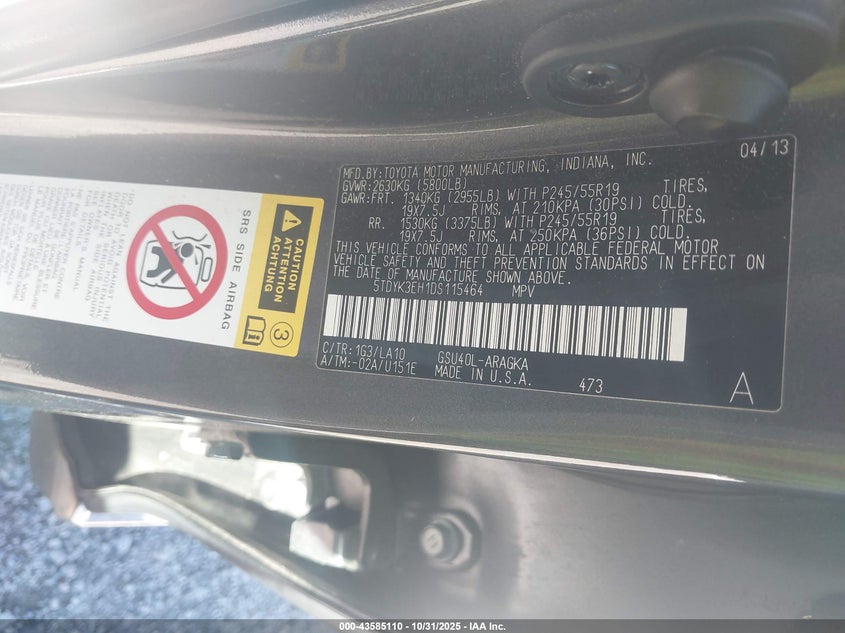 04/13
MFD.BY:TOYOTA MOTOR MANUFACTURING, INDIANA, INC.
GVWR:2630KG (5800LB)
GAWR:FRT. 1340KG (2955LB) WITH P245/55R19 TIRES,
19X7.5J RIMS, AT 210KPA (30PSI) COLD.
RR. 1530KG (3375LB) WITH P245/55R19 TIRES,
19X7.5J RIMS, AT 250KPA (36PSI) COLD.
THIS VEHICLE CONFORMS TO ALL APPLICABLE FEDERAL MOTOR
VEHICLE SAFETY AND THEFT PREVENTION STANDARDS IN EFFECT ON
THE DATE OF MANUFACTURE SHOWN ABOVE.
5TDYK3EH1DS115464 MPV
C/TR:1G3/LA10 GSU40L-ARAGKA
A/TM:-02A/U151E MADE IN U.S.A. 473
A
CAUTION
ATTENTION
ACHTUNG
3
SRS SIDE AIRBAG
000-43585110 - 10/31/2025 - IAA Inc.